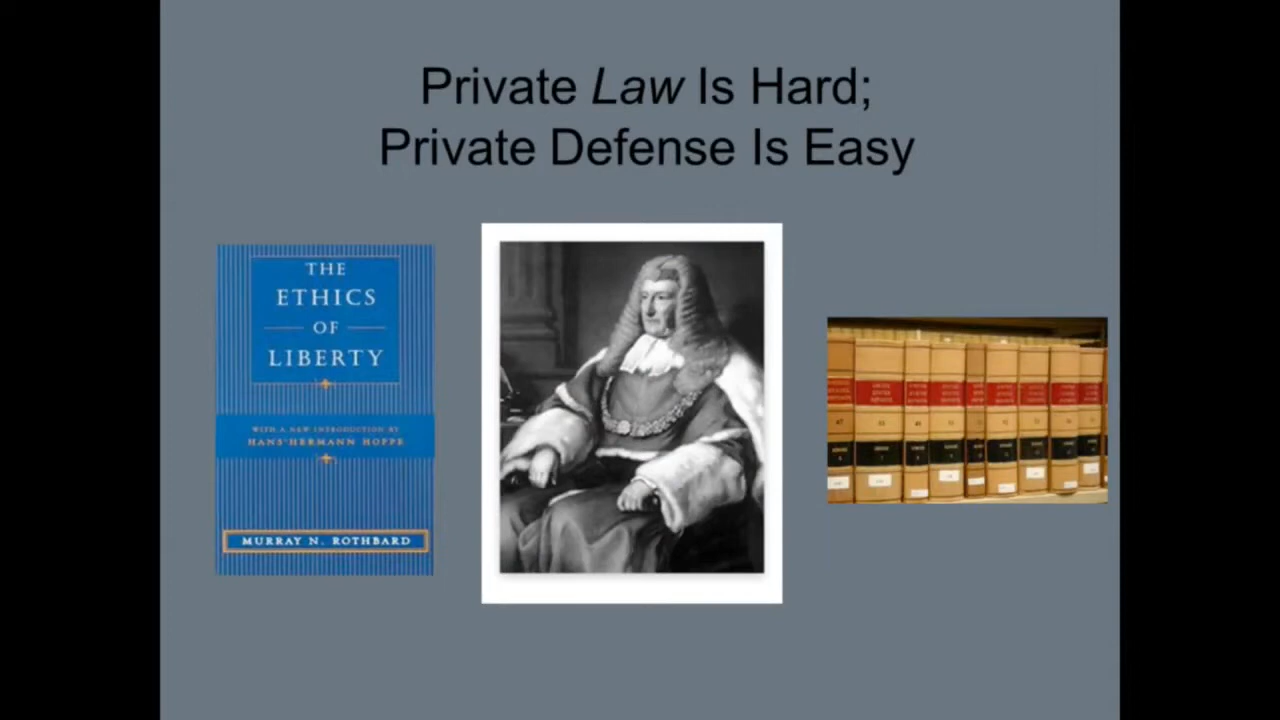 Private Law Is Hard;
Private Defense Is Easy
THE
ETHICS
OF
LIBERTY
WITH A NEW INTRODUCTION BY
HANS-HERMANN HOPPE
MURRAY N. ROTHBARD